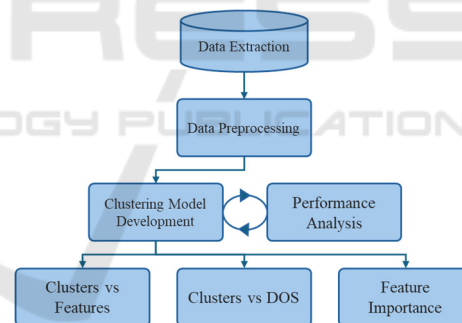 Data Extraction
Data Preprocessing
Clustering Model
Development
Performance
Analysis
Clusters vs
Features
Clusters vs DOS
Feature
Importance